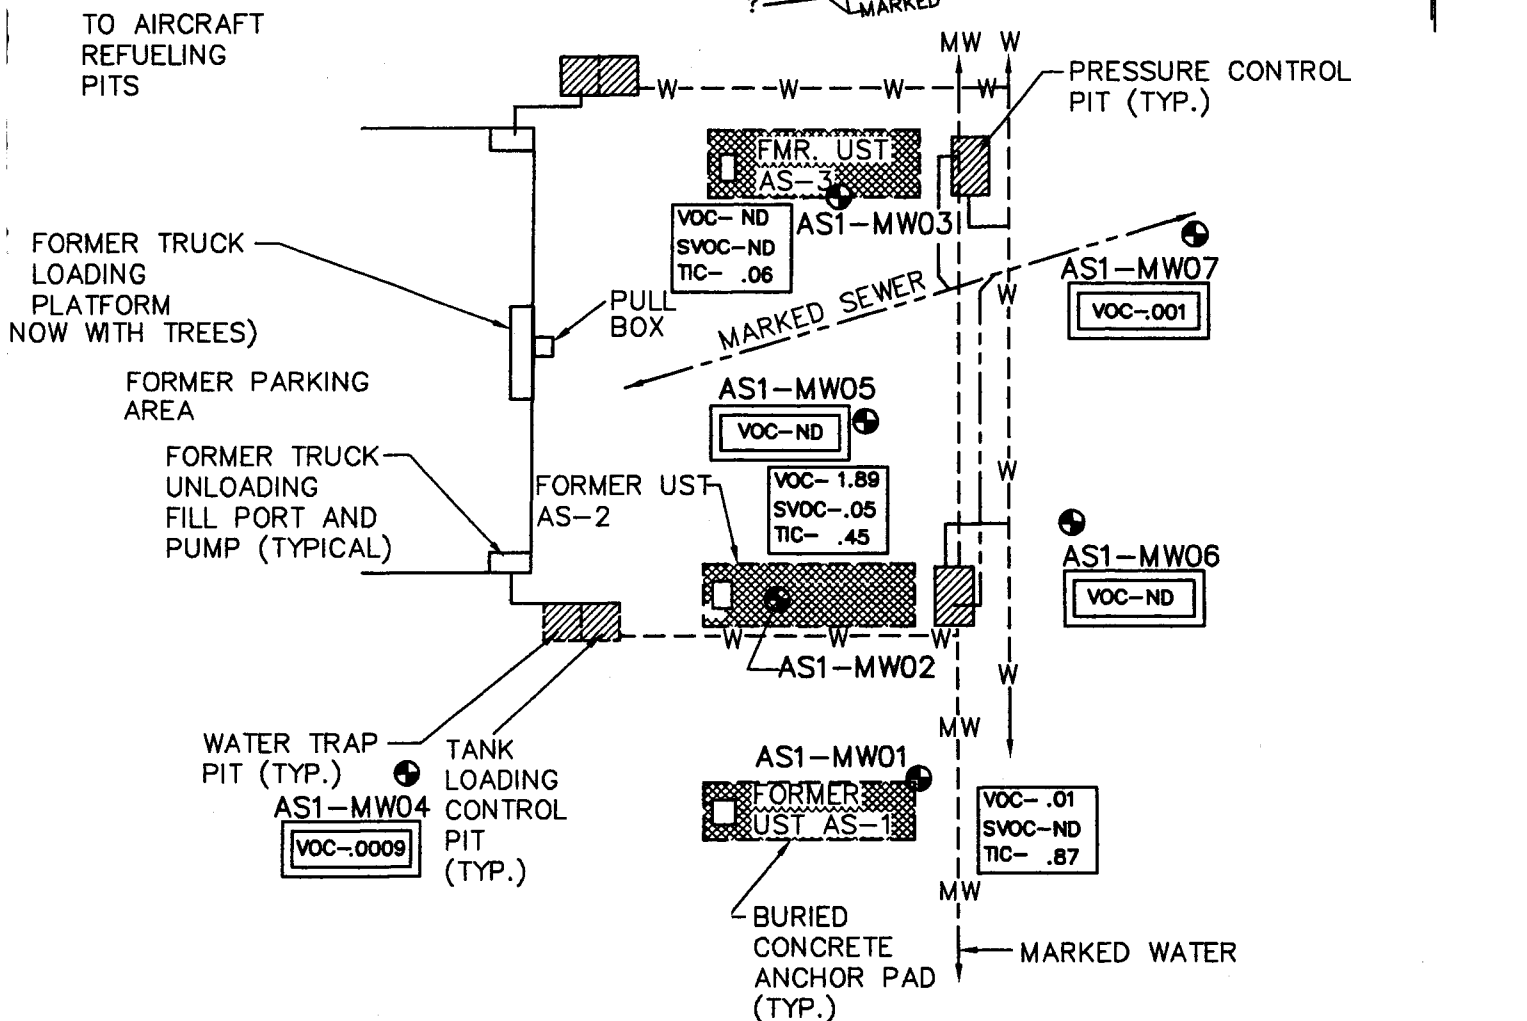 ?
MARKED
TO AIRCRAFT
REFUELING
PITS
MW W
W W W W
PRESSURE CONTROL
PIT (TYP.)
FMR. UST
AS-3
AS1-MW03
VOC- ND
SVOC-ND
TIC- .06
FORMER TRUCK
LOADING
PLATFORM
NOW WITH TREES)
PULL
BOX
MARKED SEWER
AS1-MW07
VOC-.001
W
FORMER PARKING
AREA
AS1-MW05
VOC-ND
FORMER TRUCK
UNLOADING
FILL PORT AND
PUMP (TYPICAL)
FORMER UST
AS-2
VOC- 1.89
SVOC-.05
TIC- .45
W
AS1-MW06
VOC-ND
W W W
AS1-MW02
W
MW
WATER TRAP
PIT (TYP.)
AS1-MW04
VOC-.0009
TANK
LOADING
CONTROL
PIT
(TYP.)
AS1-MW01
FORMER
UST AS-1
VOC- .01
SVOC-ND
TIC- .87
MW
BURIED
CONCRETE
ANCHOR PAD
(TYP.)
MARKED WATER